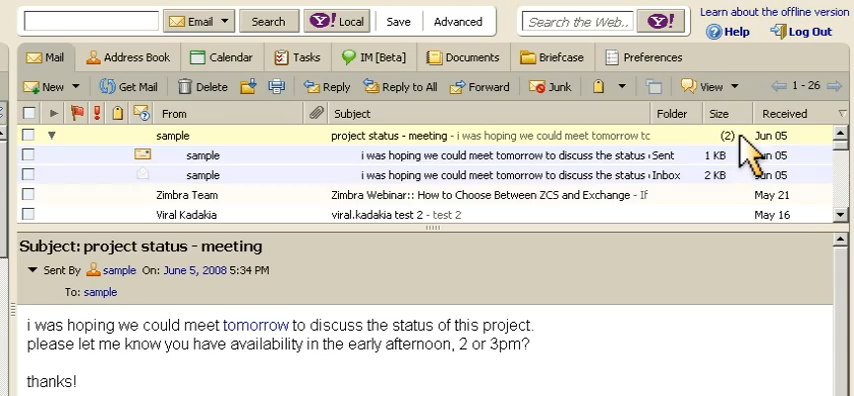 Learn about the offline version
Email Search Y! Local Save Advanced Search the Web... Y! Help Log Out
Mail Address Book Calendar Tasks IM [Beta] Documents Briefcase Preferences
New Get Mail Delete Reply Reply to All Forward Junk View 1 - 26
From Subject Folder Size Received
sample project status - meeting - i was hoping we could meet tomorrow to (2) Jun 05
sample i was hoping we could meet tomorrow to discuss the status Sent 1 KB Jun 05
sample i was hoping we could meet tomorrow to discuss the status Inbox 2 KB Jun 05
Zimbra Team Zimbra Webinar:: How to Choose Between ZCS and Exchange - If May 21
Viral Kadakia viral.kadakia test 2 - test 2 May 16
Subject: project status - meeting
Sent By sample On: June 5, 2008 5:34 PM
To: sample
i was hoping we could meet tomorrow to discuss the status of this project.
please let me know you have availability in the early afternoon, 2 or 3pm?
thanks!